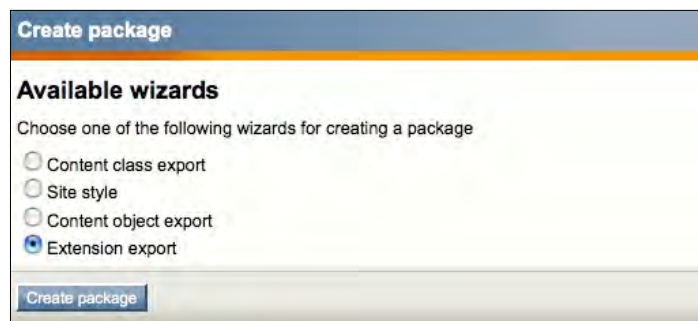 Create package
Available wizards
Choose one of the following wizards for creating a package
Content class export
Site style
Content object export
Extension export
Create package